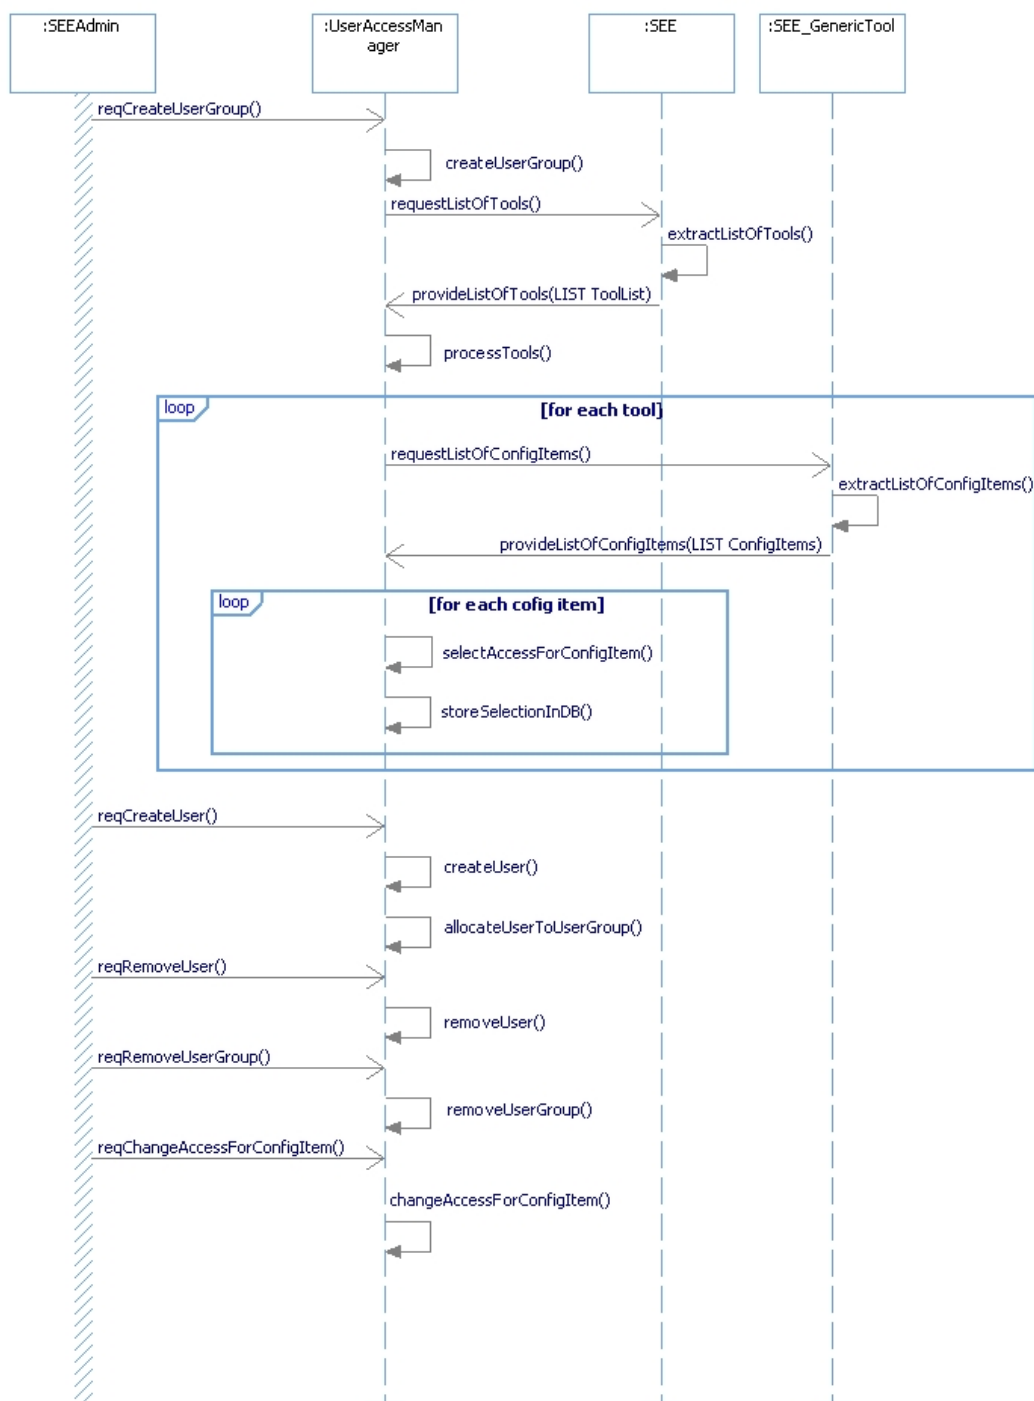 :SEEAdmin
:UserAccessMan
ager
:SEE
:SEE_GenericTool
reqCreateUserGroup()
createUserGroup()
requestListOfTools()
extractListOfTools()
provideListOfTools(LIST ToolList)
processTools()
loop
[for each tool]
requestListOfConfigItems()
extractListOfConfigItems()
provideListOfConfigItems(LIST ConfigItems)
loop
[for each cofig item]
selectAccessForConfigItem()
storeSelectionInDB()
reqCreateUser()
createUser()
allocateUserToUserGroup()
reqRemoveUser()
removeUser()
reqRemoveUserGroup()
removeUserGroup()
reqChangeAccessForConfigItem()
changeAccessForConfigItem()